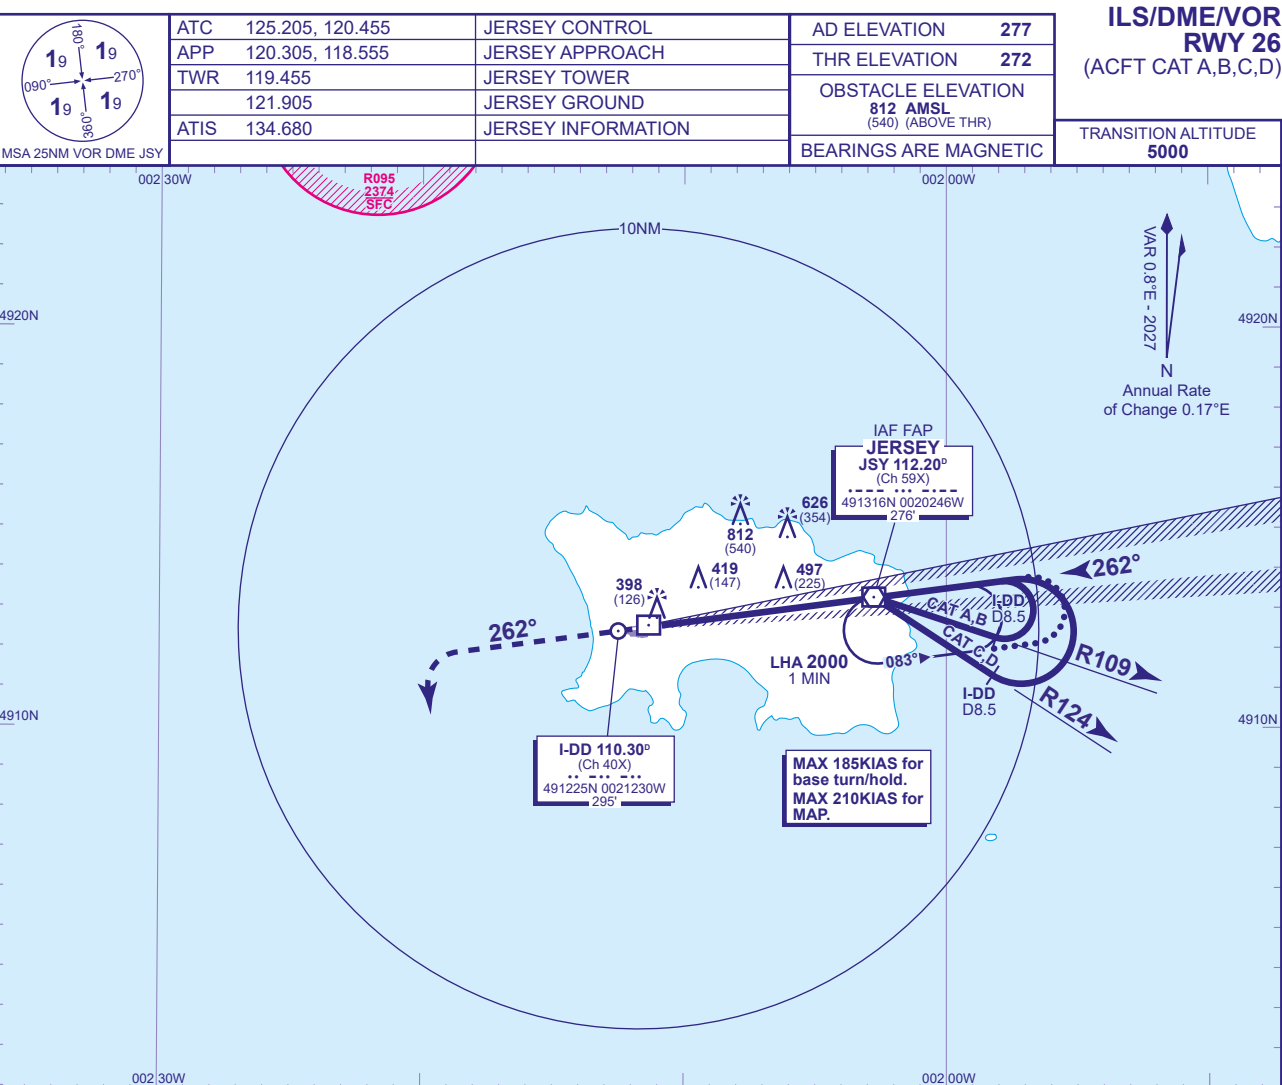 180°
19
19
090°
270°
19
19
360°
MSA 25NM VOR DME JSY
ATC 125.205, 120.455 JERSEY CONTROL
APP 120.305, 118.555 JERSEY APPROACH
TWR 119.455 JERSEY TOWER
121.905 JERSEY GROUND
ATIS 134.680 JERSEY INFORMATION
AD ELEVATION 277
THR ELEVATION 272
OBSTACLE ELEVATION
812 AMSL
(540) (ABOVE THR)
BEARINGS ARE MAGNETIC
ILS/DME/VOR
RWY 26
(ACFT CAT A,B,C,D)
TRANSITION ALTITUDE
5000
002 30W
R095
2374
SFC
002 00W
10NM
VAR 0.8°E - 2027
N
Annual Rate
of Change 0.17°E
4920N
4920N
IAF FAP
JERSEY
JSY 112.20ᴰ
(Ch 59X)
·−−− ··· −·−−
491316N 0020246W
276'
626
(354)
812
(540)
419
(147)
497
(225)
398
(126)
262°
262°
CAT A,B
I-DD
D8.5
CAT C,D
LHA 2000
1 MIN
083°
R109
I-DD
D8.5
R124
4910N
4910N
I-DD 110.30ᴰ
(Ch 40X)
·· −·· −··
491225N 0021230W
295'
MAX 185KIAS for
base turn/hold.
MAX 210KIAS for
MAP.
002 30W
002 00W